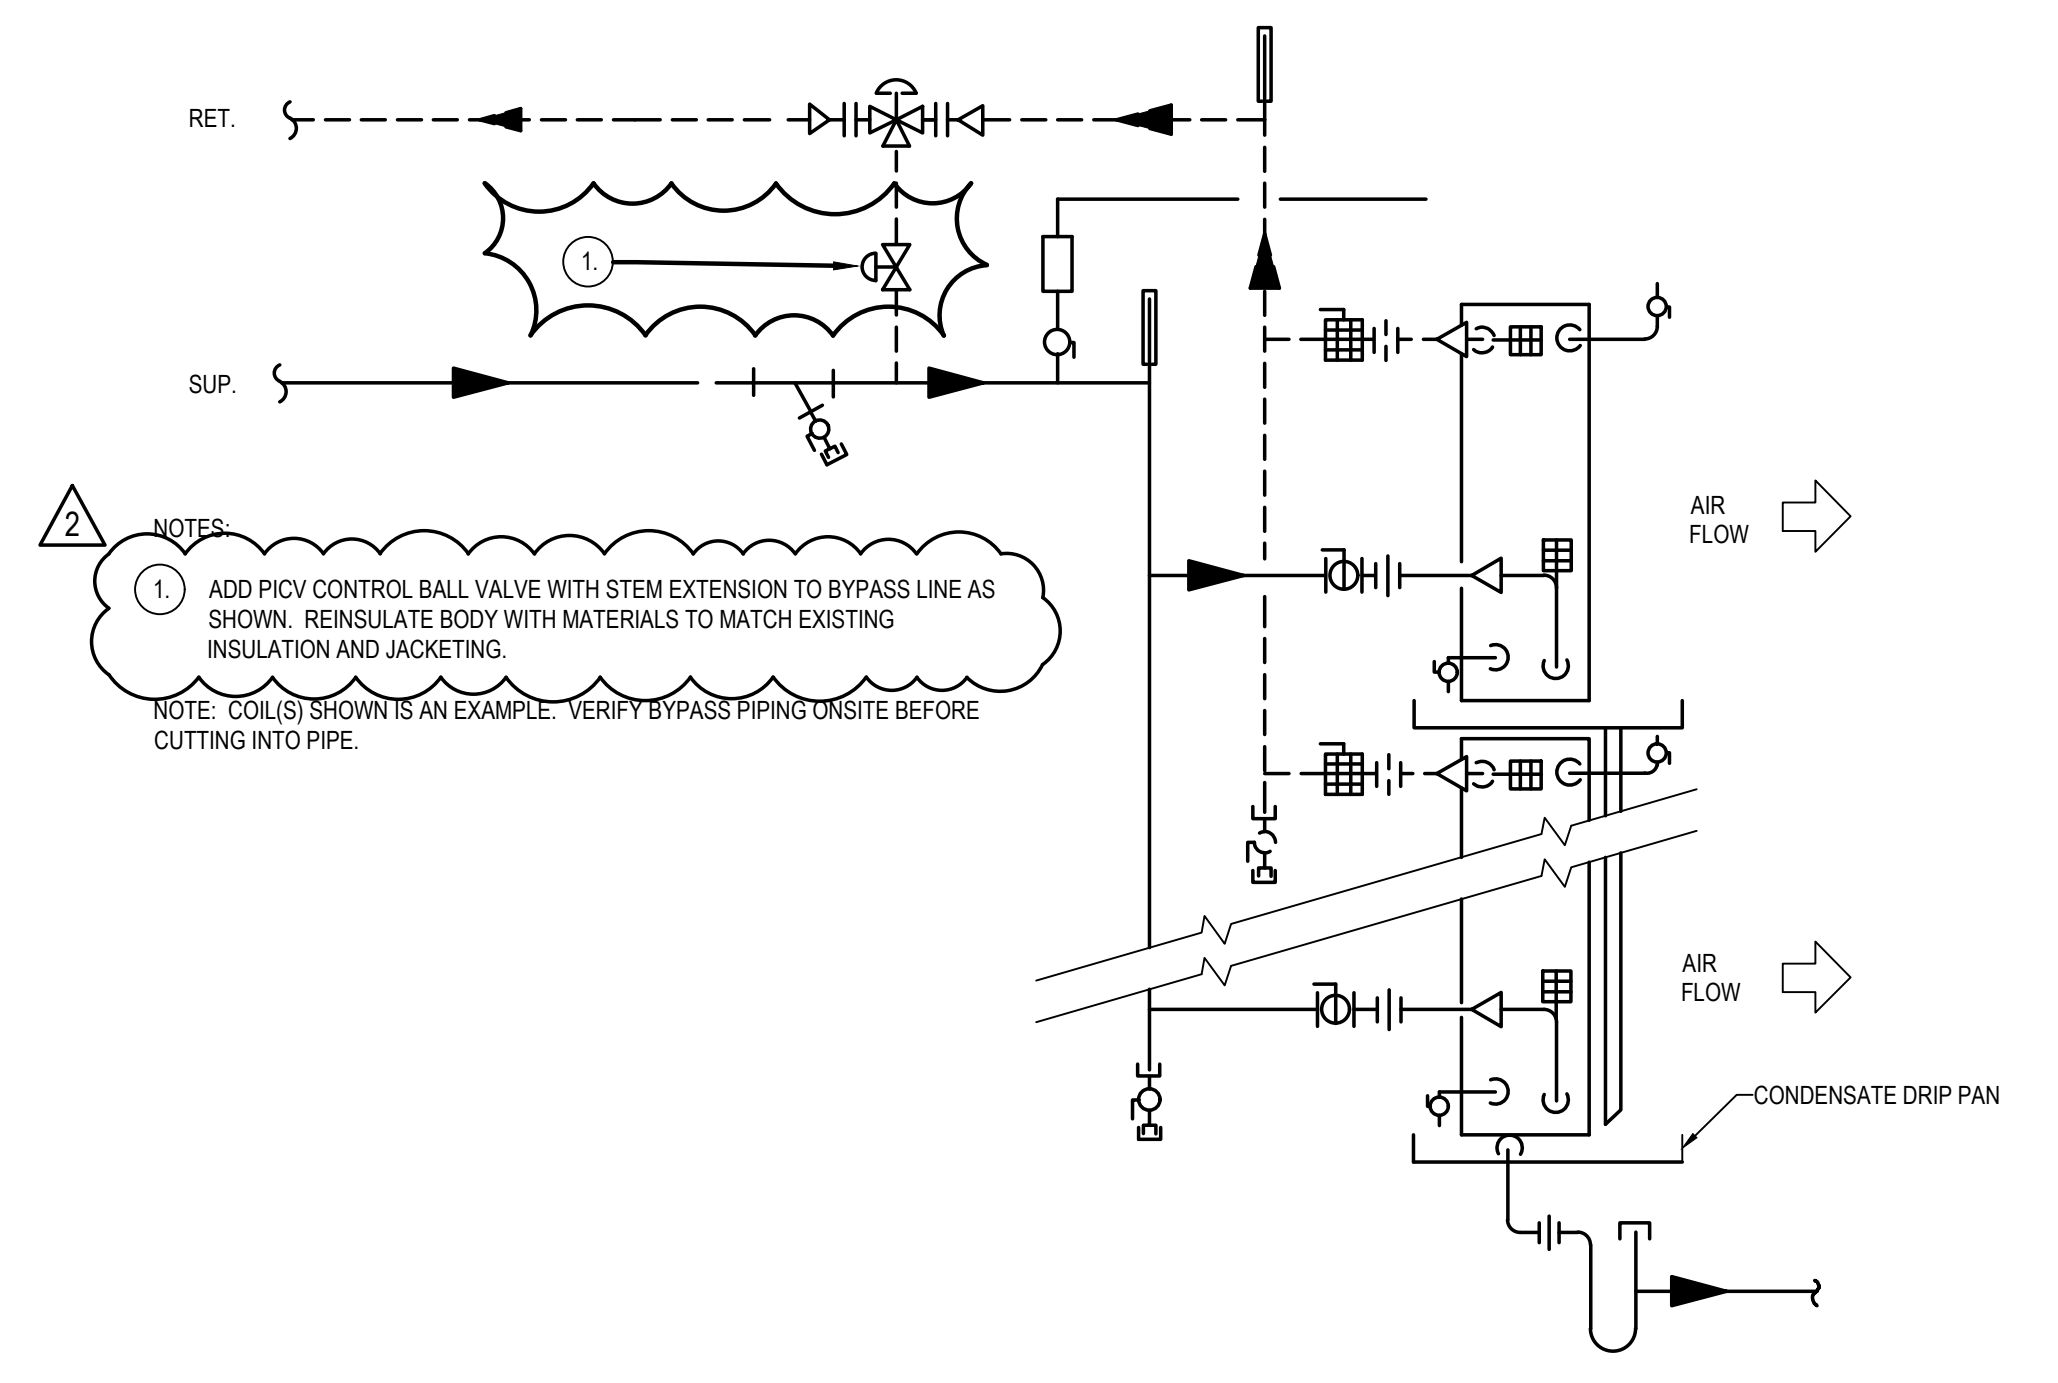 RET.
1.
SUP.
2
NOTES:
1. ADD PICV CONTROL BALL VALVE WITH STEM EXTENSION TO BYPASS LINE AS
SHOWN. REINSULATE BODY WITH MATERIALS TO MATCH EXISTING
INSULATION AND JACKETING.
NOTE: COIL(S) SHOWN IS AN EXAMPLE. VERIFY BYPASS PIPING ONSITE BEFORE
CUTTING INTO PIPE.
AIR
FLOW
AIR
FLOW
CONDENSATE DRIP PAN